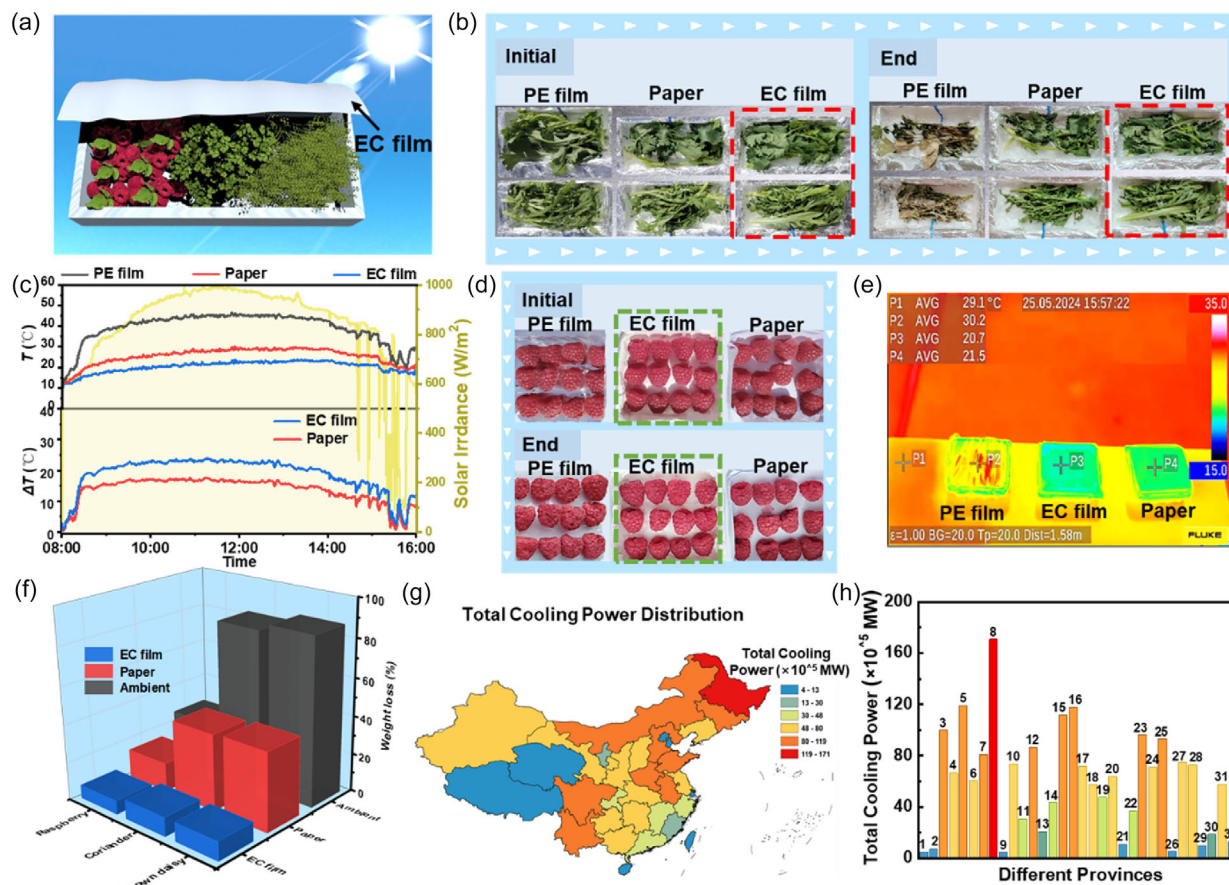 (a)
EC film
(b)
Initial
PE film Paper EC film
End
PE film Paper EC film
(c)
PE film Paper EC film
T (℃)
60
50
40
30
20
10
0
ΔT (℃)
40
30
20
10
0
EC film
Paper
1000
800
600
400
200
0
Solar Irrdance (W/m²)
08:00 10:00 12:00 14:00 16:00
Time
(d)
Initial
PE film EC film Paper
End
PE film EC film Paper
(e)
P1 AVG 29.1 °C 25.05.2024 15:57:22
P2 AVG 30.2
P3 AVG 20.7
P4 AVG 21.5
35.0
15.0
P1 P2 P3 P4
PE film EC film Paper
ε=1.00 BG=20.0 Tp=20.0 Dist=1.58m
FLUKE
(f)
EC film
Paper
Ambient
100
80
60
40
20
0
Weight loss (%)
Raspberry
Coriander
own daisy
EC film
Paper
Ambient
(g)
Total Cooling Power Distribution
Total Cooling
Power (×10^5 MW)
4 - 13
13 - 30
30 - 48
48 - 80
80 - 119
119 - 171
(h)
Total Cooling Power (×10^5 MW)
200
160
120
80
40
0
1 2 3 4 5 6 7 8 9 10 11 12 13 14 15 16 17 18 19 20 21 22 23 24 25 26 27 28 29 30 31 3
Different Provinces